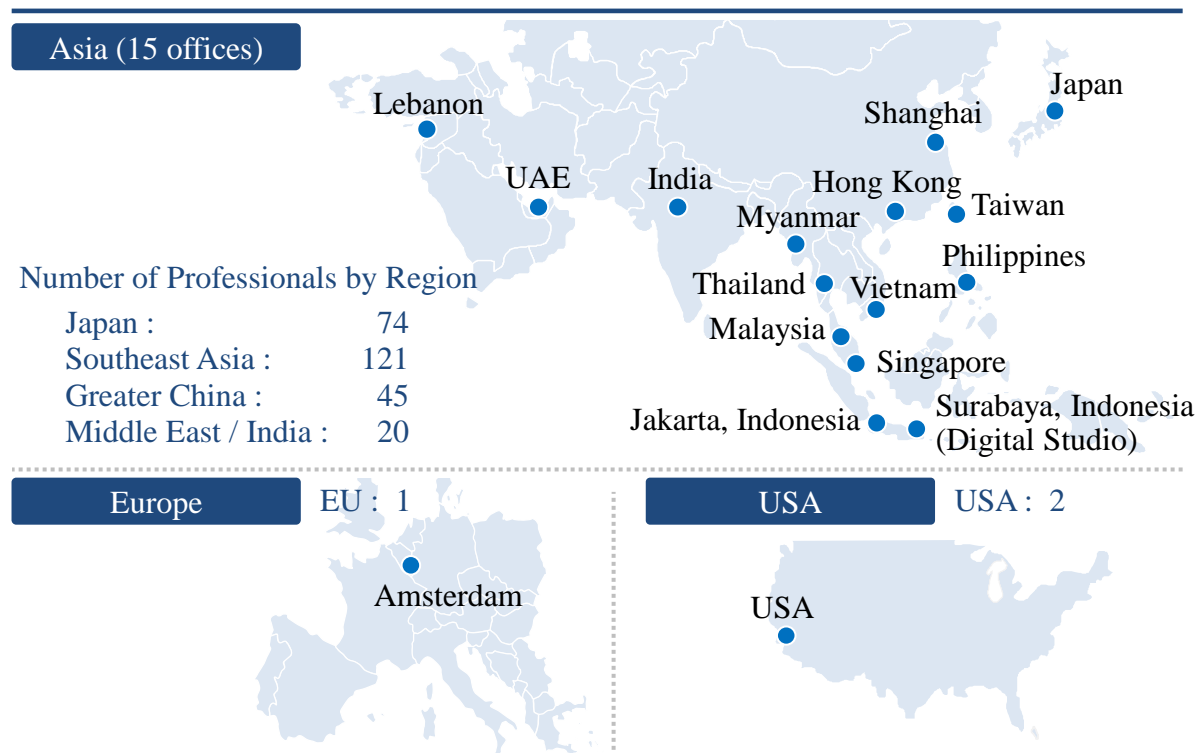 Asia (15 offices)
Lebanon
Japan
Shanghai
UAE
India
Hong Kong
Myanmar
Taiwan
Philippines
Number of Professionals by Region
Thailand
Vietnam
Japan : 74
Malaysia
Southeast Asia : 121
Singapore
Greater China : 45
Jakarta, Indonesia
Surabaya, Indonesia
(Digital Studio)
Middle East / India : 20
Europe
EU : 1
USA
USA : 2
Amsterdam
USA